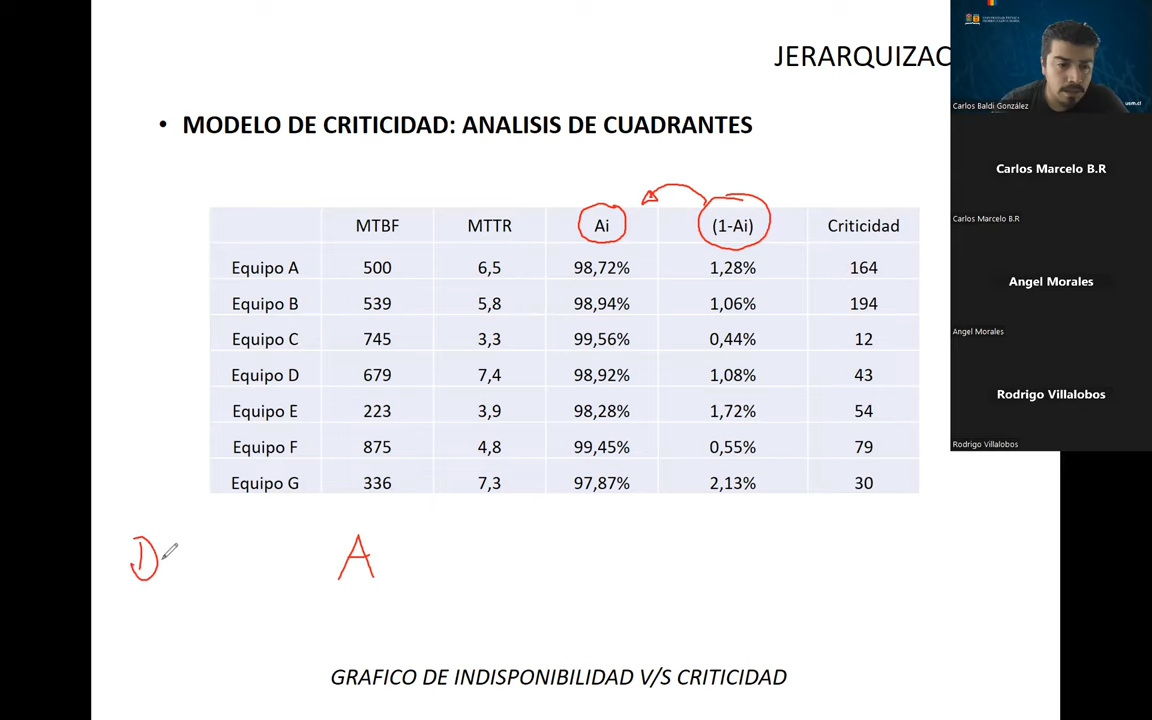 JERARQUIZAC
• MODELO DE CRITICIDAD: ANALISIS DE CUADRANTES
MTBF MTTR Ai (1-Ai) Criticidad
Equipo A 500 6,5 98,72% 1,28% 164
Equipo B 539 5,8 98,94% 1,06% 194
Equipo C 745 3,3 99,56% 0,44% 12
Equipo D 679 7,4 98,92% 1,08% 43
Equipo E 223 3,9 98,28% 1,72% 54
Equipo F 875 4,8 99,45% 0,55% 79
Equipo G 336 7,3 97,87% 2,13% 30
D A
GRAFICO DE INDISPONIBILIDAD V/S CRITICIDAD
usm.cl
Carlos Baldi González
Carlos Marcelo B.R
Carlos Marcelo B.R
Angel Morales
Angel Morales
Rodrigo Villalobos
Rodrigo Villalobos